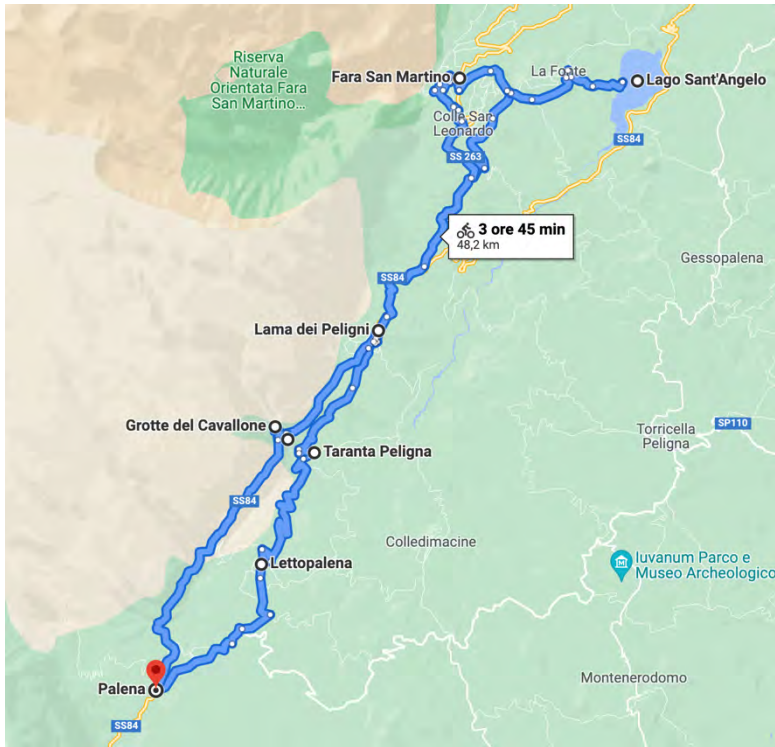 Riserva
Naturale
Orientata Fara
San Martino...
Fara San Martino
La Fonte
Lago Sant'Angelo
Colle San
Leonardo
SS84
SS 263
3 ore 45 min
48,2 km
Gessopalena
SS84
Lama dei Peligni
Grotte del Cavallone
SP110
Torricella
Peligna
Taranta Peligna
SS84
Colledimacine
Iuvanum Parco e
Museo Archeologico
Lettopalena
Montenerodomo
Palena
SS84